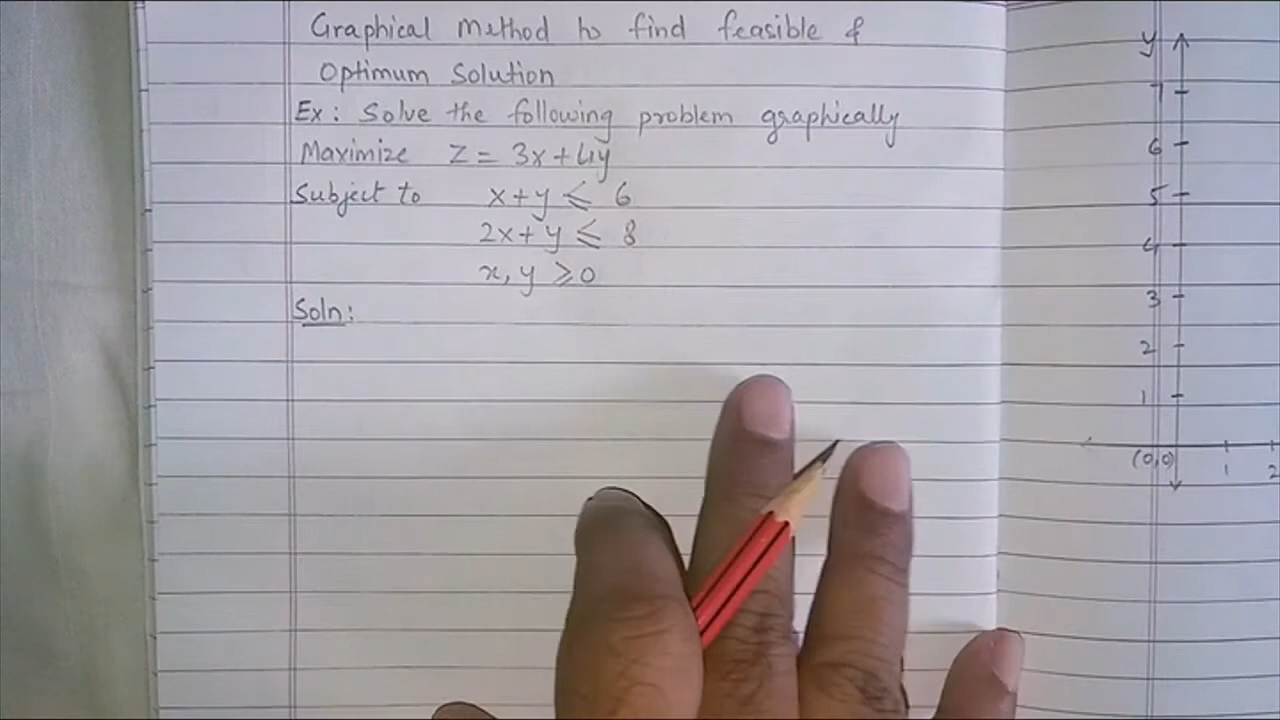 Graphical Method to find feasible &
Optimum Solution
Ex: Solve the following problem graphically
Maximize Z = 3x+4y
Subject to x+y ⩽ 6
2x+y ⩽ 8
x, y ⩾ 0
Soln:
y
7
6
5
4
3
2
1
(0,0) 1 2